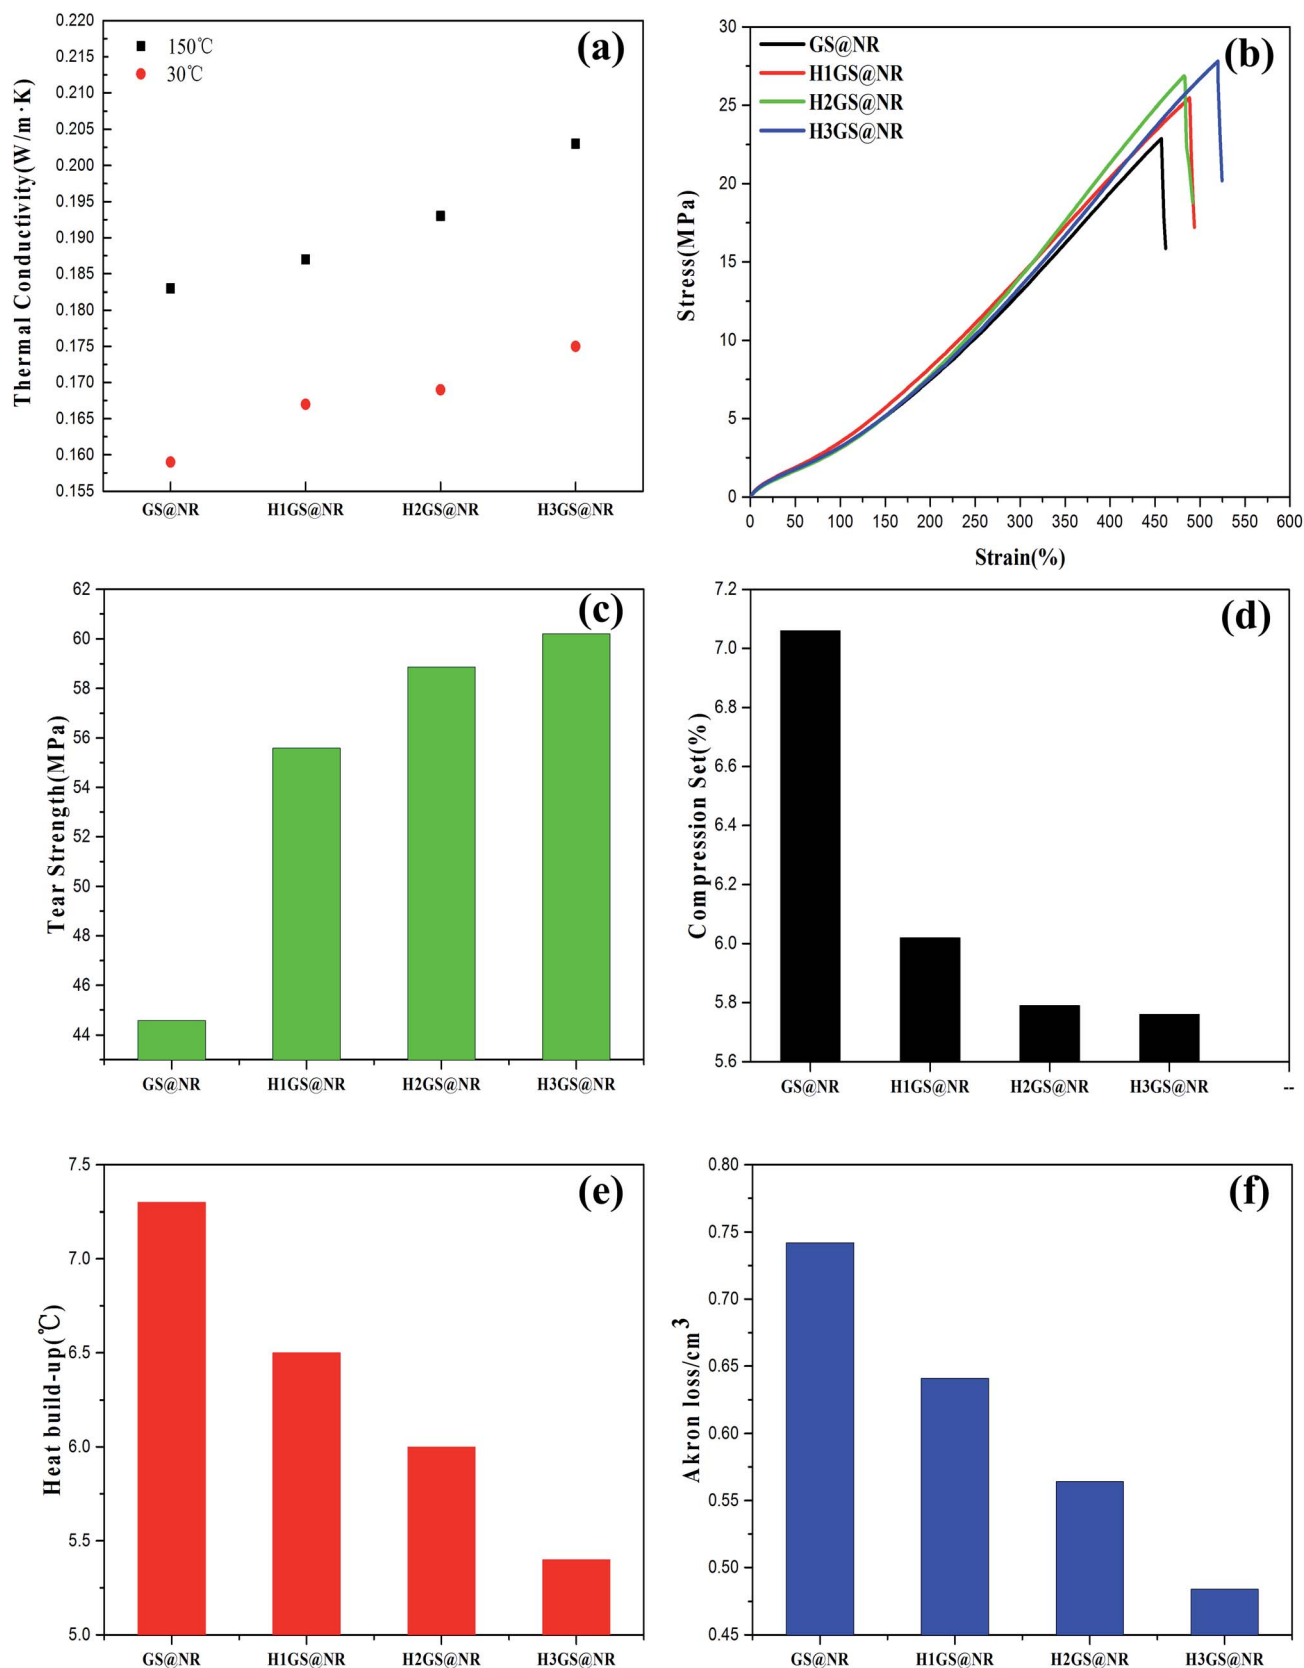 (a)
150℃
30℃
Thermal Conductivity(W/m·K)
0.220
0.215
0.210
0.205
0.200
0.195
0.190
0.185
0.180
0.175
0.170
0.165
0.160
0.155
GS@NR H1GS@NR H2GS@NR H3GS@NR
(b)
GS@NR
H1GS@NR
H2GS@NR
H3GS@NR
Stress(MPa)
30
25
20
15
10
5
0
0 50 100 150 200 250 300 350 400 450 500 550 600
Strain(%)
(c)
Tear Strength(MPa)
62
60
58
56
54
52
50
48
46
44
GS@NR H1GS@NR H2GS@NR H3GS@NR
(d)
Compression Set(%)
7.2
7.0
6.8
6.6
6.4
6.2
6.0
5.8
5.6
GS@NR H1GS@NR H2GS@NR H3GS@NR --
(e)
Heat build-up(℃)
7.5
7.0
6.5
6.0
5.5
5.0
GS@NR H1GS@NR H2GS@NR H3GS@NR
(f)
Akron loss/cm³
0.80
0.75
0.70
0.65
0.60
0.55
0.50
0.45
GS@NR H1GS@NR H2GS@NR H3GS@NR